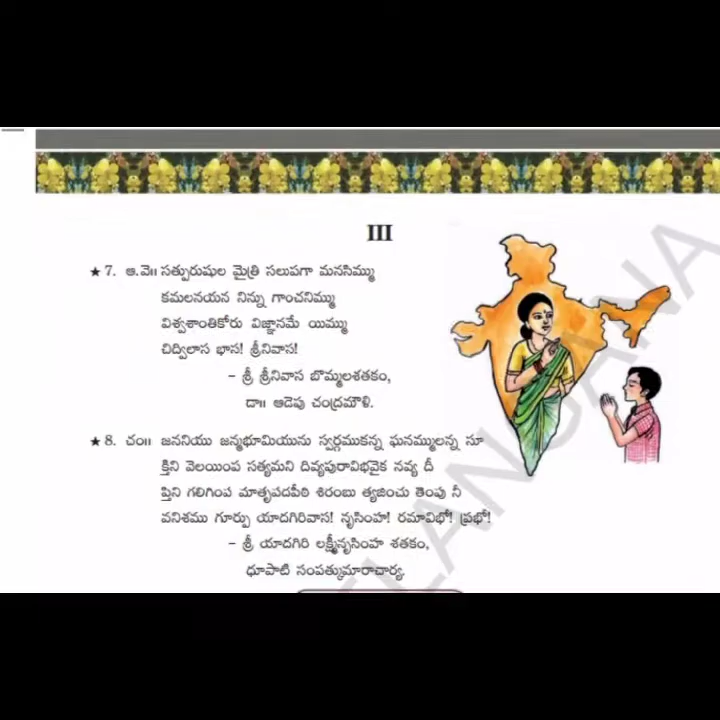 III
★ 7. ఆ.వె॥ సత్పురుషుల మైత్రి సలుపగా మనసిమ్ము
కమలనయన నిన్ను గాంచనిమ్ము
విశ్వశాంతికోరు విజ్ఞానమే యిమ్ము
చిద్విలాస భాస! శ్రీనివాస!
- శ్రీ శ్రీనివాస బొమ్మలశతకం,
డా॥ ఆడెపు చంద్రమౌళి.
★ 8. చం॥ జననియు జన్మభూమియును స్వర్గముకన్న ఘనమ్ములన్న సూ
క్తిని వెలయింప సత్యమని దివ్యపురావిభవైక నవ్య దీ
ప్తిని గలిగింప మాతృపదపీఠి శిరంబు త్యజించు తెంపు నీ
వనిశము గూర్పు యాదగిరివాస! నృసింహ! రమావిభో! ప్రభో!
- శ్రీ యాదగిరి లక్ష్మీనృసింహ శతకం,
ధూపాటి సంపత్కుమారాచార్య.
TELANGANA